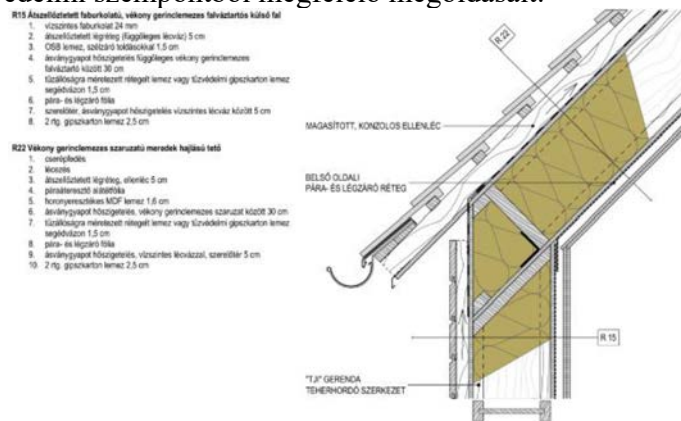 edelmi szempontból megfelelő megoldásait.
R15 Átszellőztetett faburkolatú, vékony gerinclemezes falváztartós külső fal
1. vízszintes faburkolat 24 mm
2. átszellőztetett légréteg (függőleges lécváz) 5 cm
3. OSB lemez, szélzáró toldásokkal 1,5 cm
4. ásványgyapot hőszigetelés függőleges vékony gerinclemezes
falváztartó között 30 cm
5. tűzállóságra méretezett rétegelt lemez vagy tűzvédelmi gipszkarton lemez
segédvázon 1,5 cm
6. pára- és légzáró fólia
7. szerelőtér, ásványgyapot hőszigetelés vízszintes lécváz között 5 cm
8. 2 rtg. gipszkarton lemez 2,5 cm
R22 Vékony gerinclemezes szaruzatú meredek hajlású tető
1. cserépfedés
2. lécezés
3. átszellőztetett légréteg, ellenléc 5 cm
4. páraáteresztő alátétfólia
5. horonyeresztékes MDF lemez 1,6 cm
6. ásványgyapot hőszigetelés, vékony gerinclemezes szaruzat között 30 cm
7. tűzállóságra méretezett rétegelt lemez vagy tűzvédelmi gipszkarton lemez
segédvázon 1,5 cm
8. pára- és légzáró fólia
9. ásványgyapot hőszigetelés, vízszintes lécvázzal, szerelőtér 5 cm
10. 2 rtg. gipszkarton lemez 2,5 cm
R 22
MAGASÍTOTT, KONZOLOS ELLENLÉC
BELSŐ OLDALI
PÁRA- ÉS LÉGZÁRÓ RÉTEG
R 15
"TJI" GERENDA
TEHERHORDÓ SZERKEZET